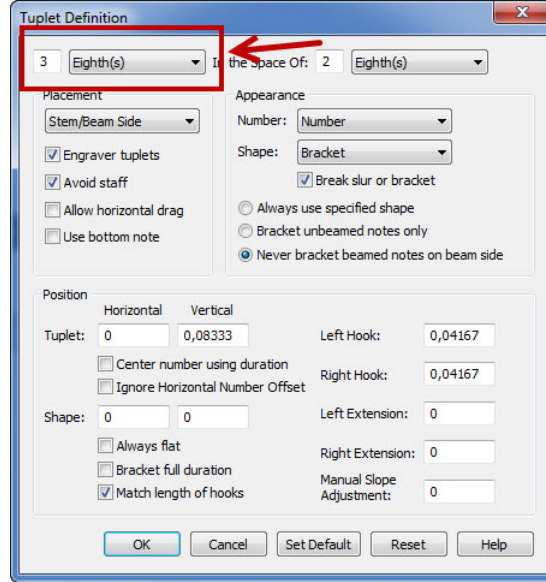 Tuplet Definition
3 Eighth(s) In the Space Of: 2 Eighth(s)
Placement
Stem/Beam Side
Engraver tuplets
Avoid staff
Allow horizontal drag
Use bottom note
Appearance
Number: Number
Shape: Bracket
Break slur or bracket
Always use specified shape
Bracket unbeamed notes only
Never bracket beamed notes on beam side
Position
Horizontal Vertical
Tuplet: 0 0,08333
Center number using duration
Ignore Horizontal Number Offset
Shape: 0 0
Always flat
Bracket full duration
Match length of hooks
Left Hook: 0,04167
Right Hook: 0,04167
Left Extension: 0
Right Extension: 0
Manual Slope
Adjustment: 0
OK Cancel Set Default Reset Help